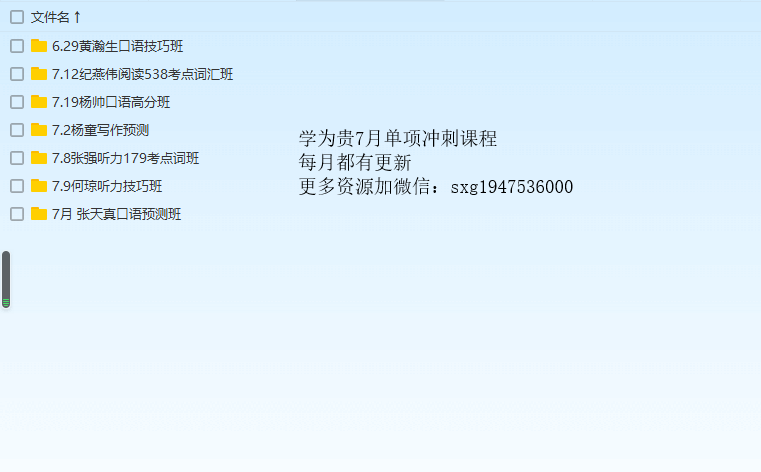 文件名↑
6.29黄瀚生口语技巧班
7.12纪燕伟阅读538考点词汇班
7.19杨帅口语高分班
7.2杨童写作预测
7.8张强听力179考点词班
7.9何琼听力技巧班
7月 张天真口语预测班
学为贵7月单项冲刺课程
每月都有更新
更多资源加微信：sxg1947536000